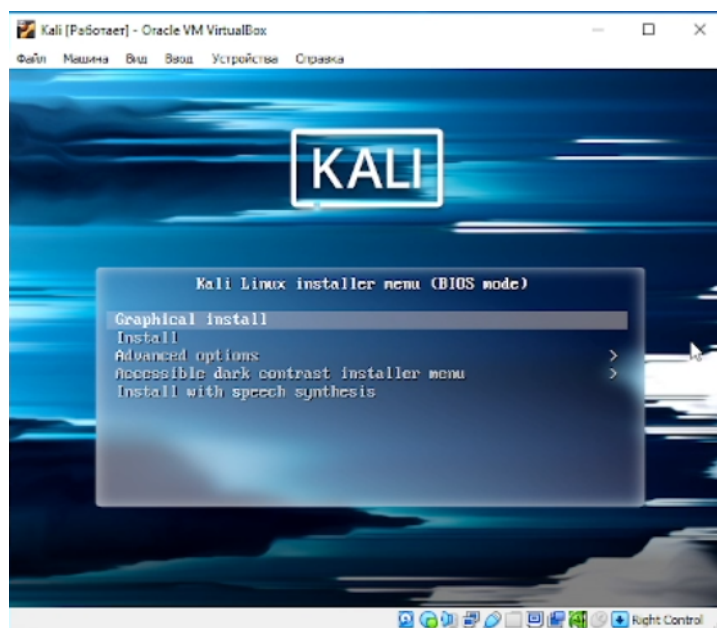 Kali [Работает] - Oracle VM VirtualBox
Файл Машина Вид Ввод Устройства Справка
KALI
Kali Linux installer menu (BIOS mode)
Graphical install
Install
Advanced options >
Accessible dark contrast installer menu >
Install with speech synthesis
Right Control